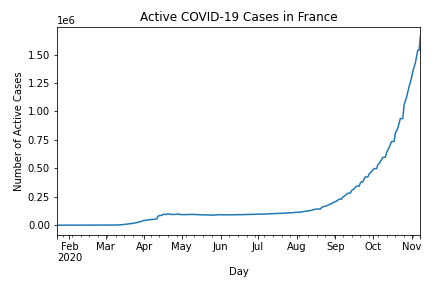 Active COVID-19 Cases in France
1e6
1.50
1.25
1.00
0.75
0.50
0.25
0.00
Number of Active Cases
Feb Mar Apr May Jun Jul Aug Sep Oct Nov
2020
Day